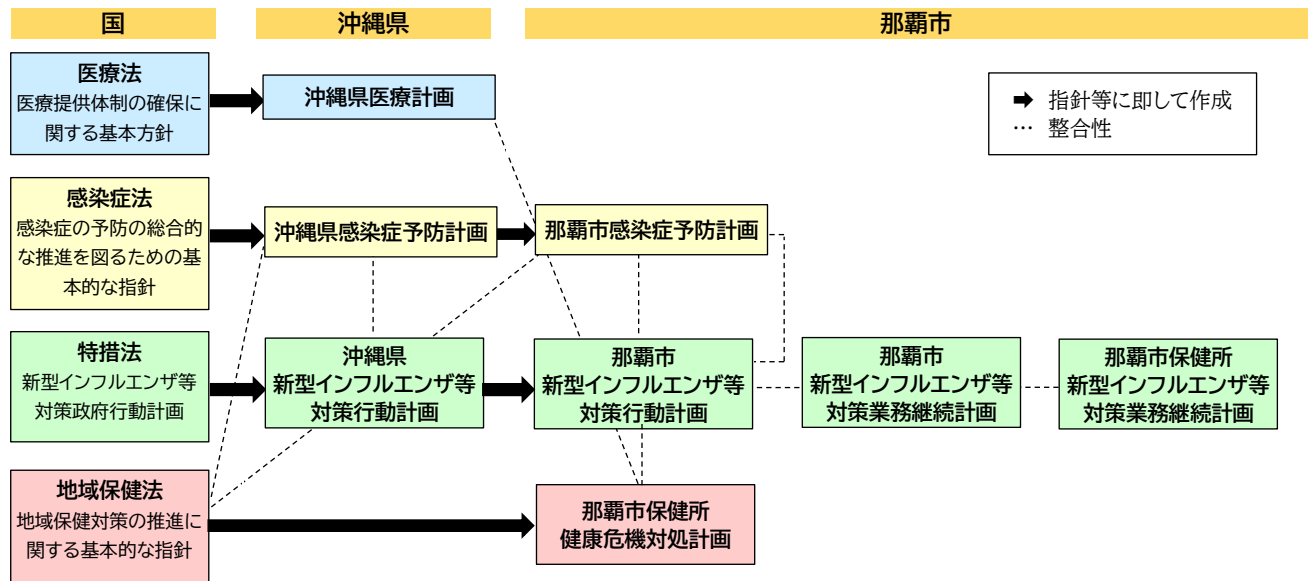 国
沖縄県
那覇市
医療法
医療提供体制の確保に
関する基本方針
沖縄県医療計画
➡ 指針等に即して作成
… 整合性
感染症法
感染症の予防の総合的
な推進を図るための基
本的な指針
沖縄県感染症予防計画
那覇市感染症予防計画
特措法
新型インフルエンザ等
対策政府行動計画
沖縄県
新型インフルエンザ等
対策行動計画
那覇市
新型インフルエンザ等
対策行動計画
那覇市
新型インフルエンザ等
対策業務継続計画
那覇市保健所
新型インフルエンザ等
対策業務継続計画
地域保健法
地域保健対策の推進に
関する基本的な指針
那覇市保健所
健康危機対処計画